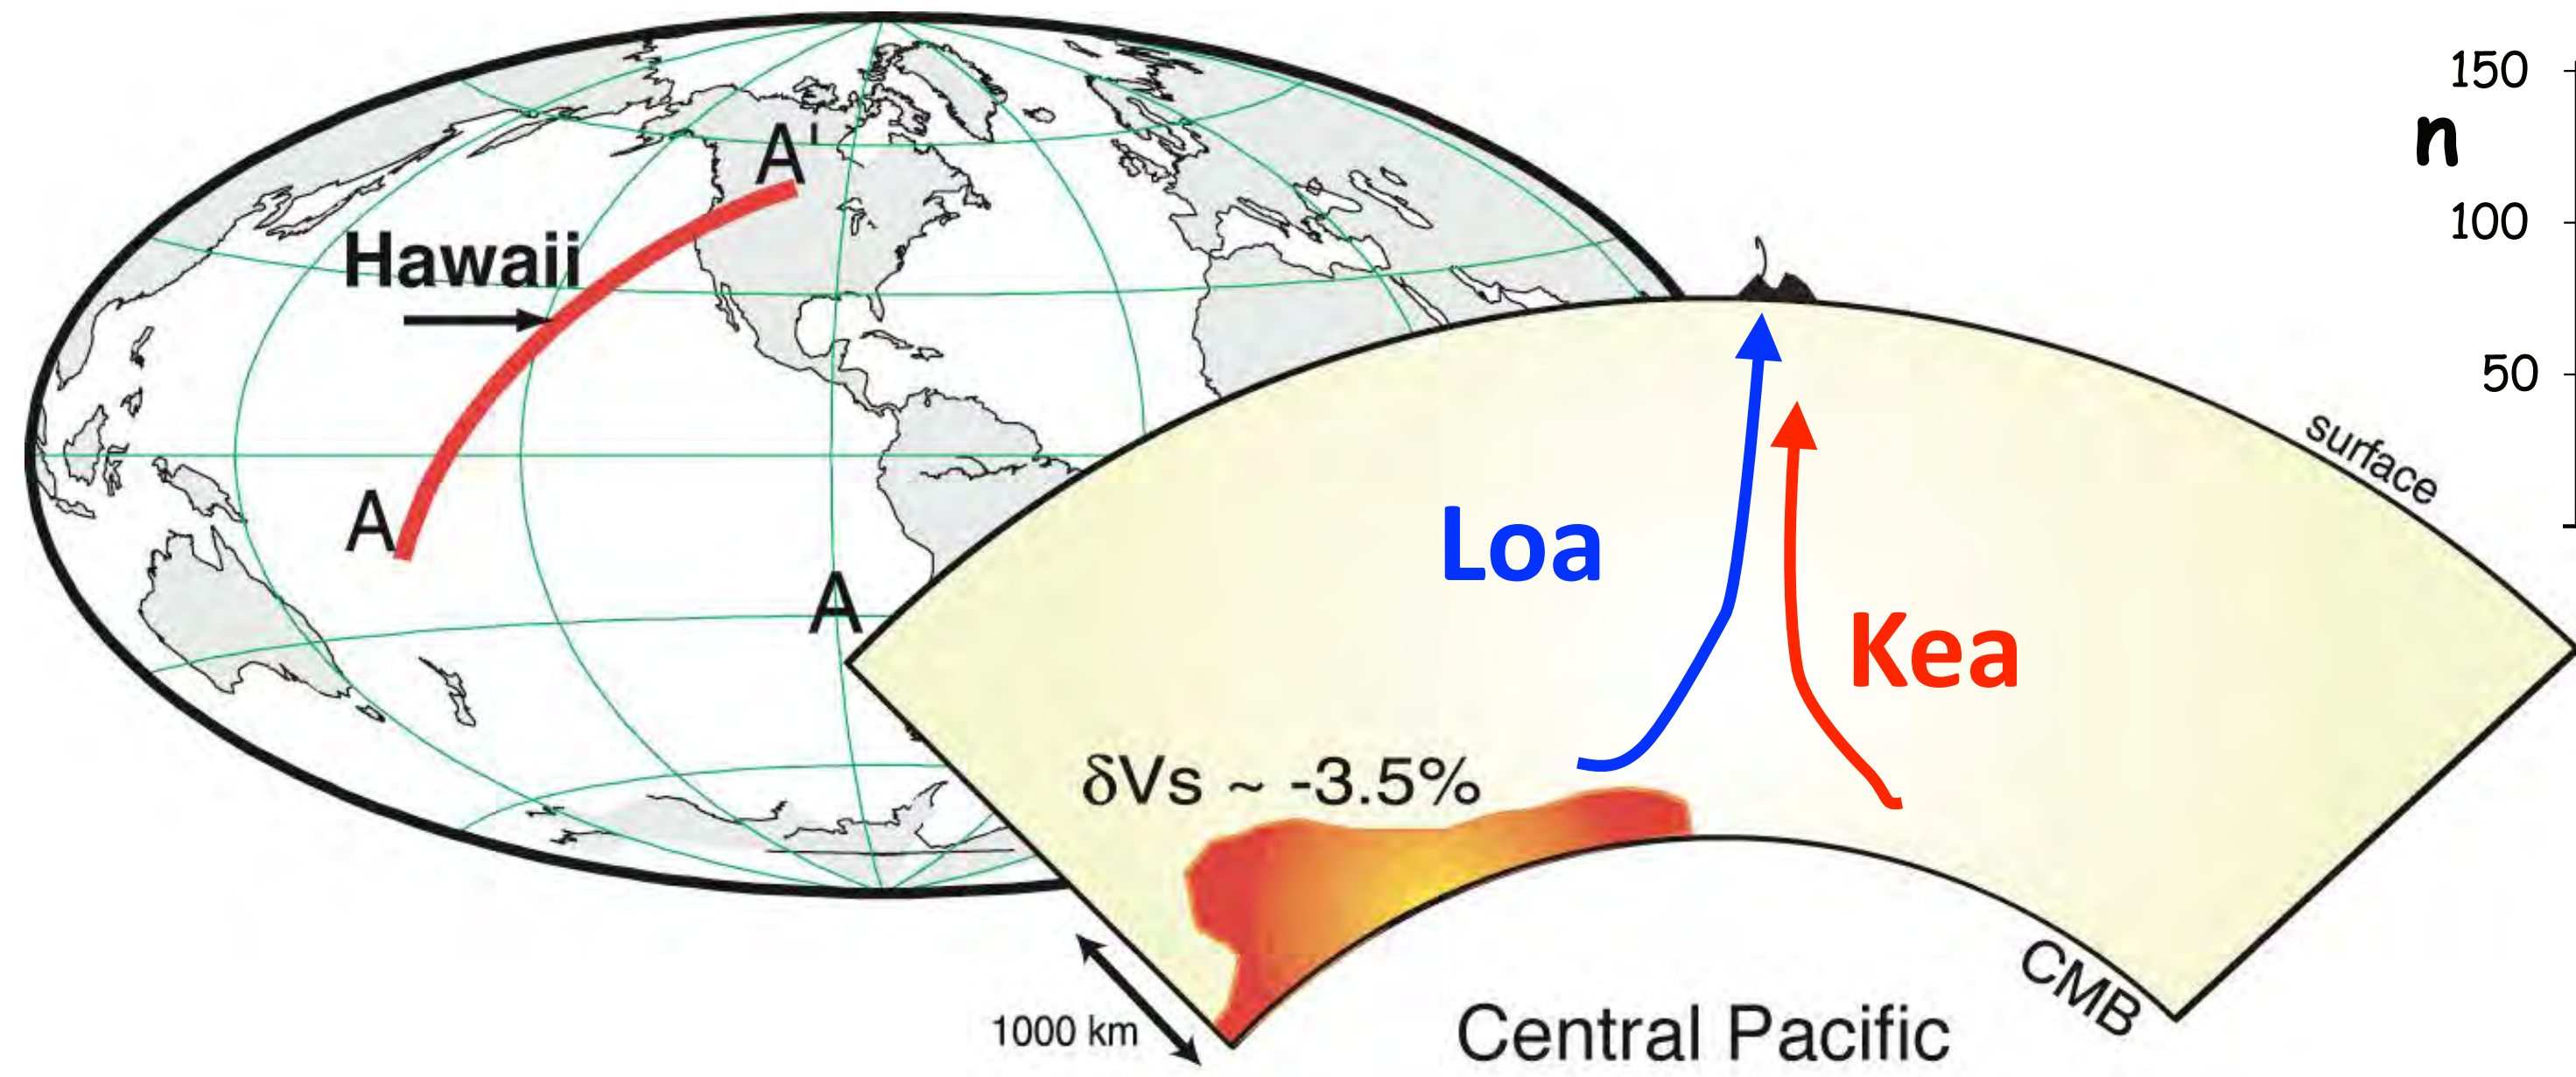 150
n
100
50
A'
Hawaii
A
A
surface
Loa
Kea
δVs ~ -3.5%
1000 km
CMB
Central Pacific